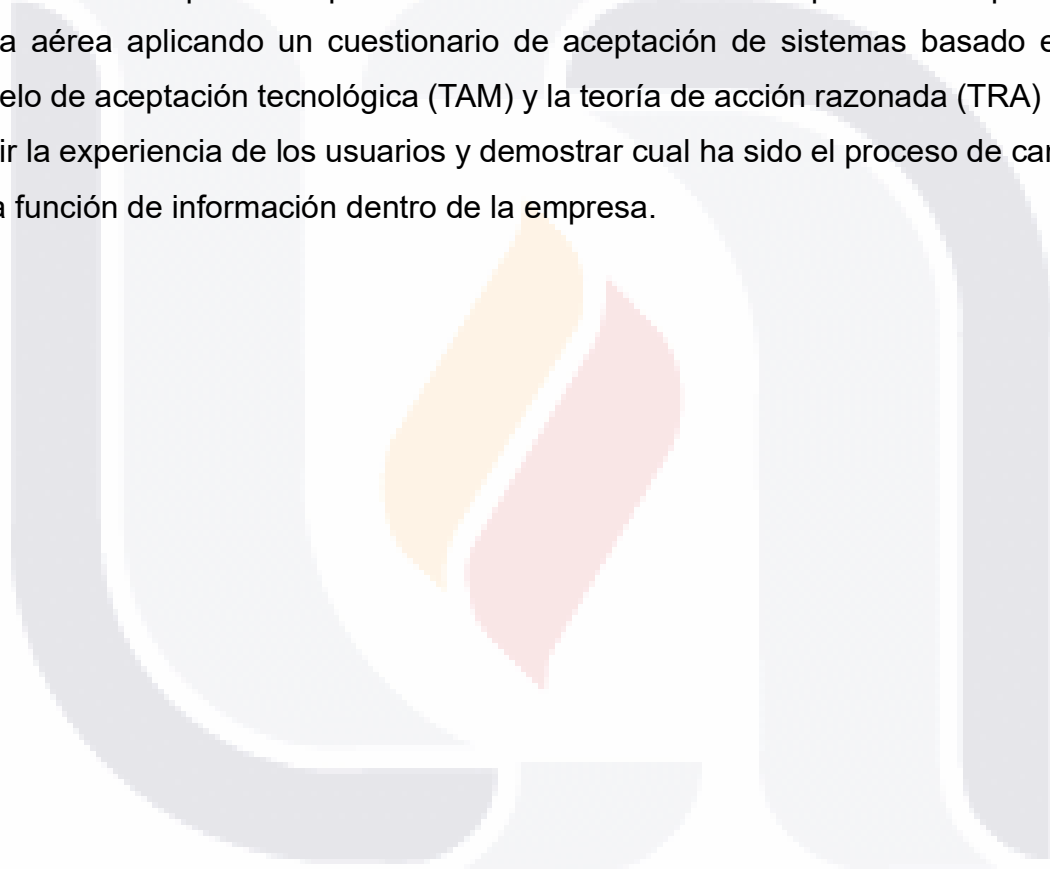 a aérea aplicando un cuestionario de aceptación de sistemas basado e
elo de aceptación tecnológica (TAM) y la teoría de acción razonada (TRA)
ir la experiencia de los usuarios y demostrar cual ha sido el proceso de ca
a función de información dentro de la empresa.